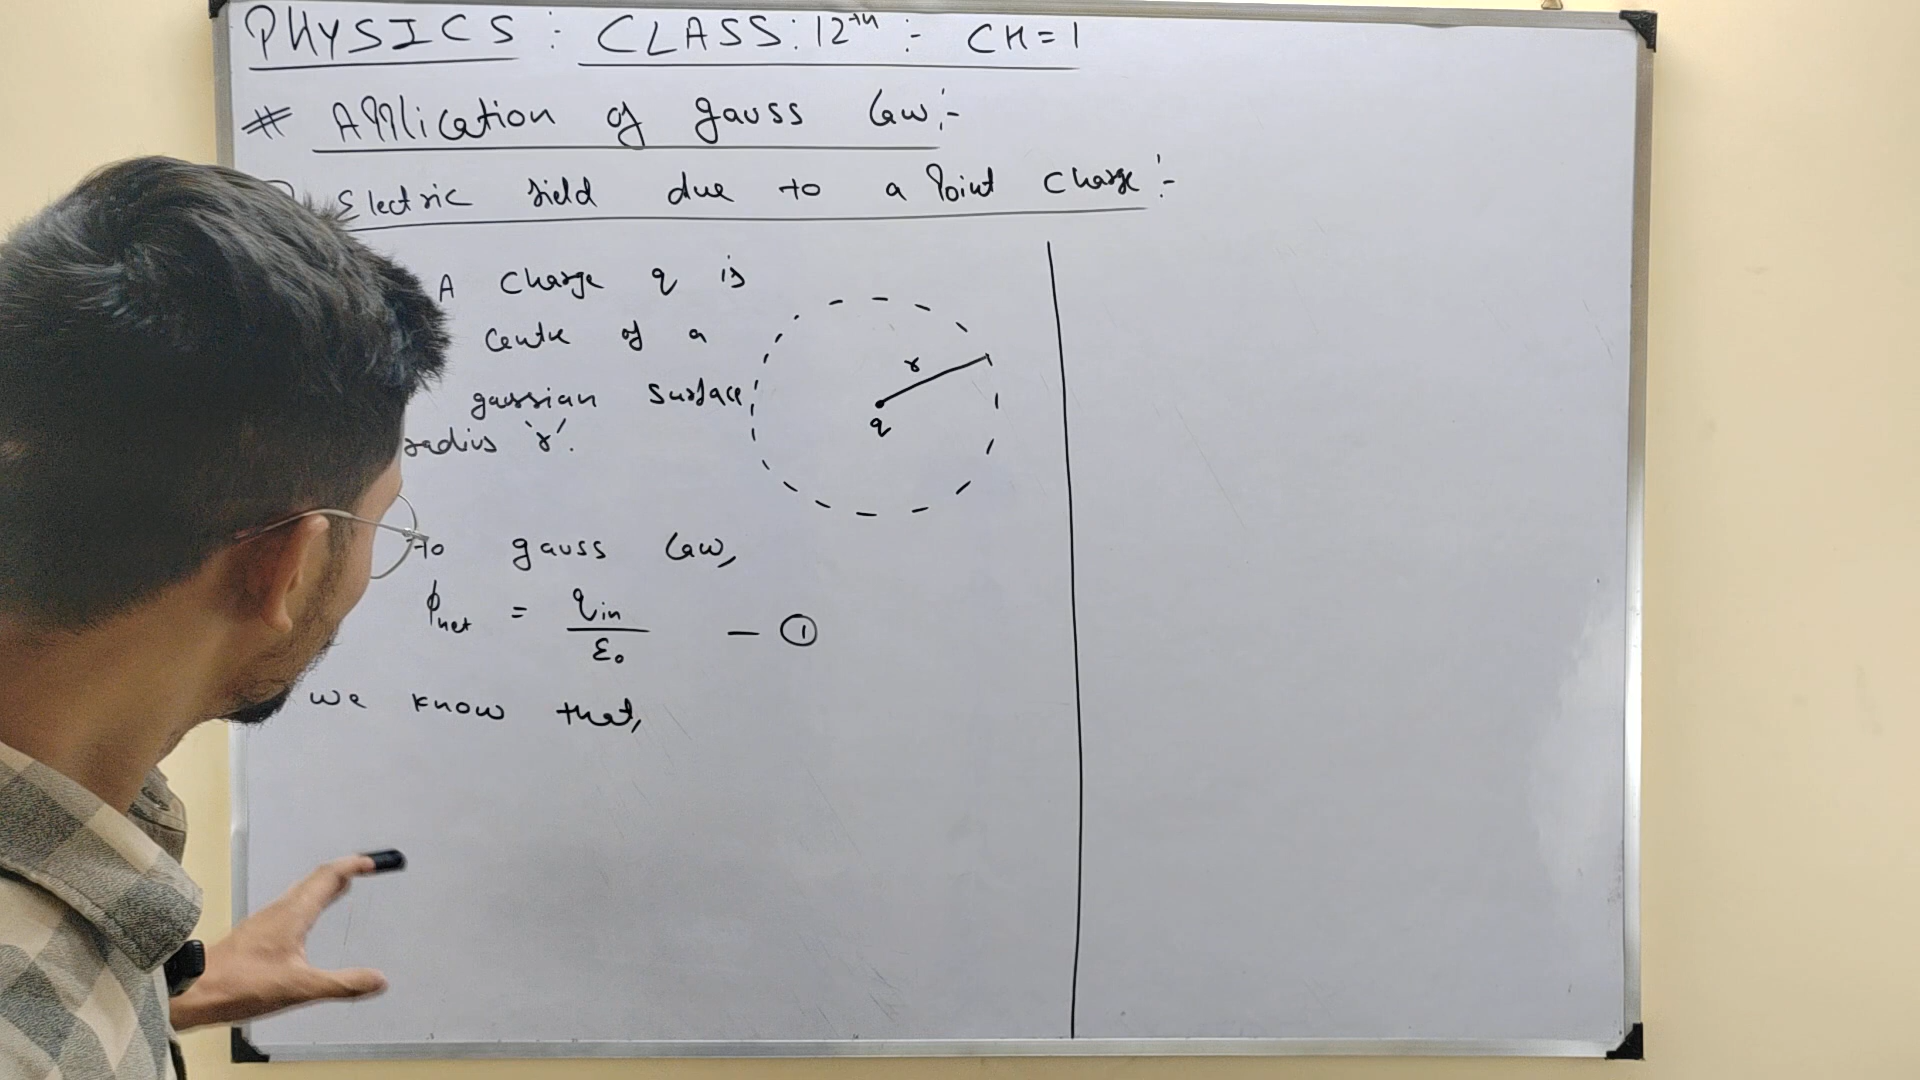 PHYSICS : CLASS : 12th :- CH = 1
# Application of gauss law :-
Electric field due to a Point Charge :-
A Charge q is
Centre of a
gaussian surface,
radius 'r'.
r
q
to gauss law,
ϕnet = qin / ε₀ — ①
we know that,